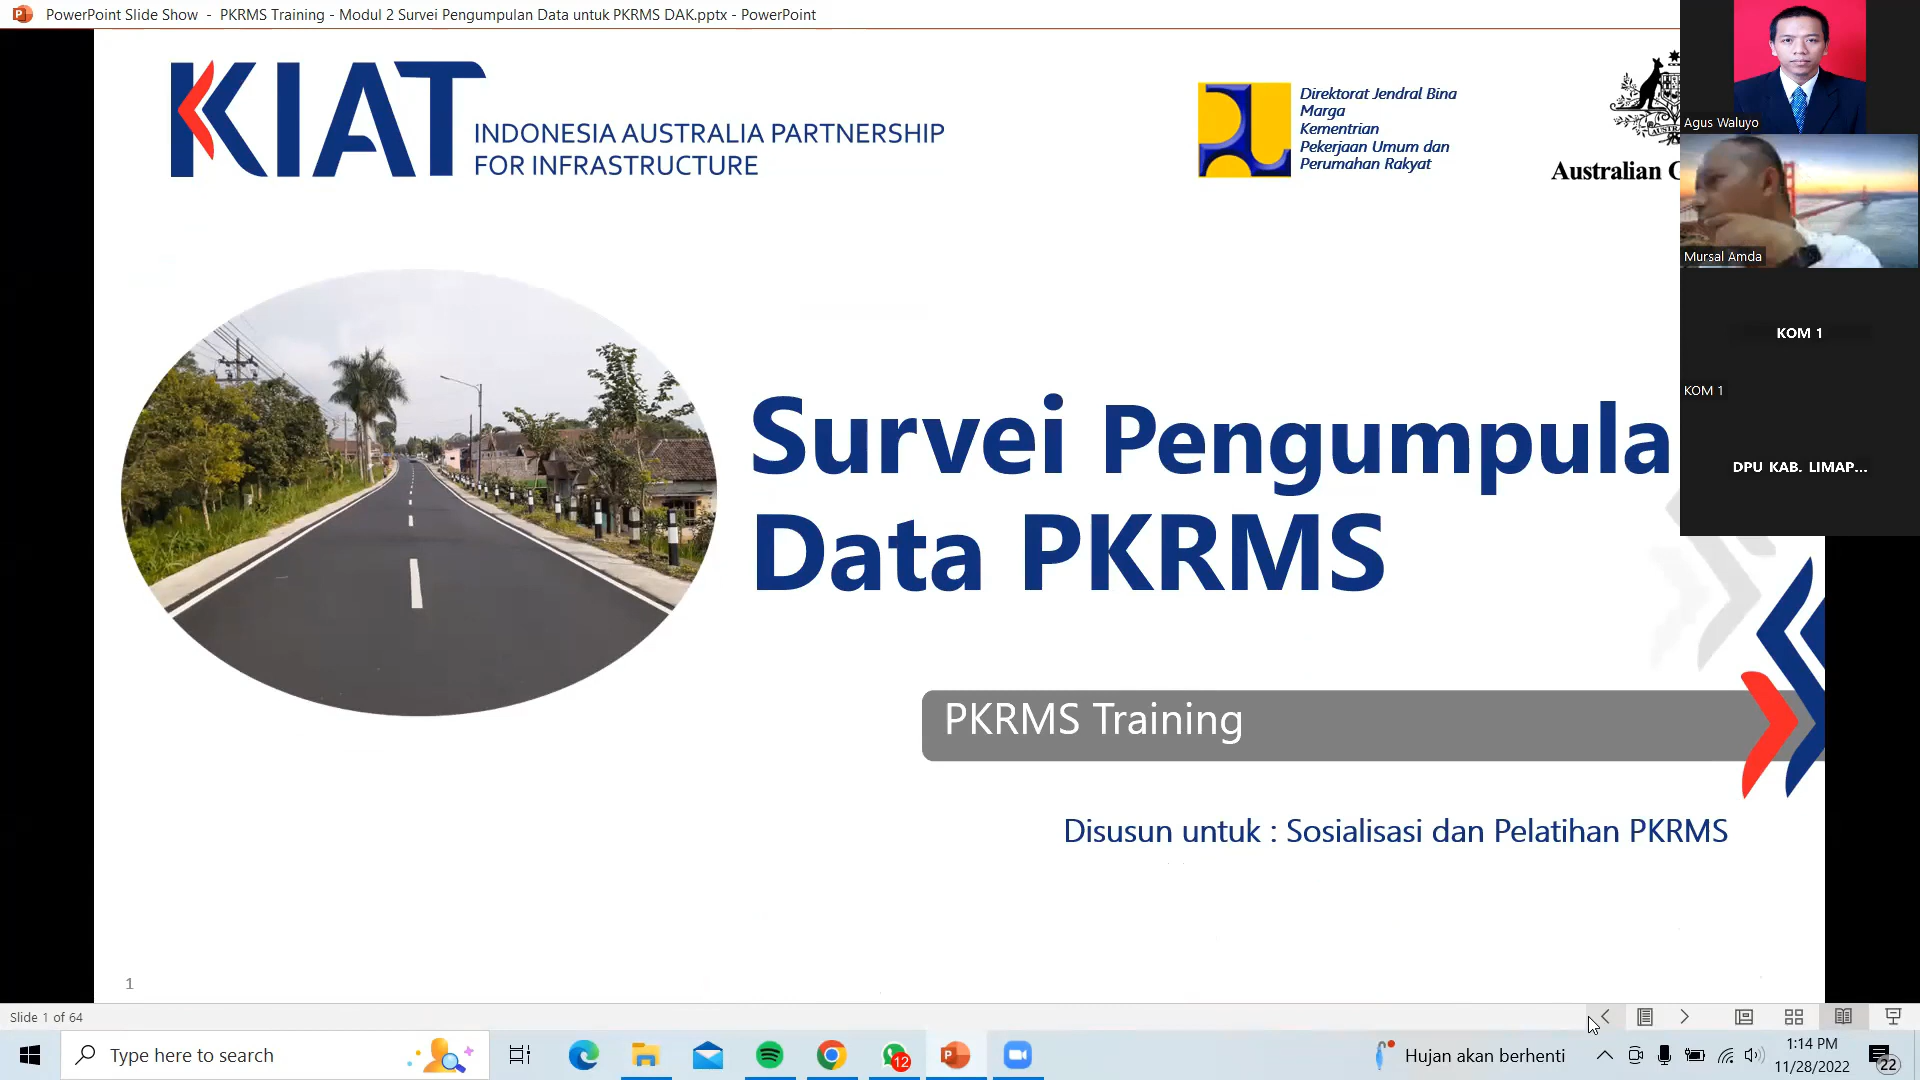 PowerPoint Slide Show - PKRMS Training - Modul 2 Survei Pengumpulan Data untuk PKRMS DAK.pptx - PowerPoint
KIAT
INDONESIA AUSTRALIA PARTNERSHIP
FOR INFRASTRUCTURE
Direktorat Jendral Bina
Marga
Kementrian
Pekerjaan Umum dan
Perumahan Rakyat
Australian G
Agus Waluyo
Mursal Amda
KOM 1
KOM 1
DPU KAB. LIMAP...
Survei Pengumpula
Data PKRMS
PKRMS Training
Disusun untuk : Sosialisasi dan Pelatihan PKRMS
1
Slide 1 of 64
Type here to search
12
Hujan akan berhenti
1:14 PM
11/28/2022
22